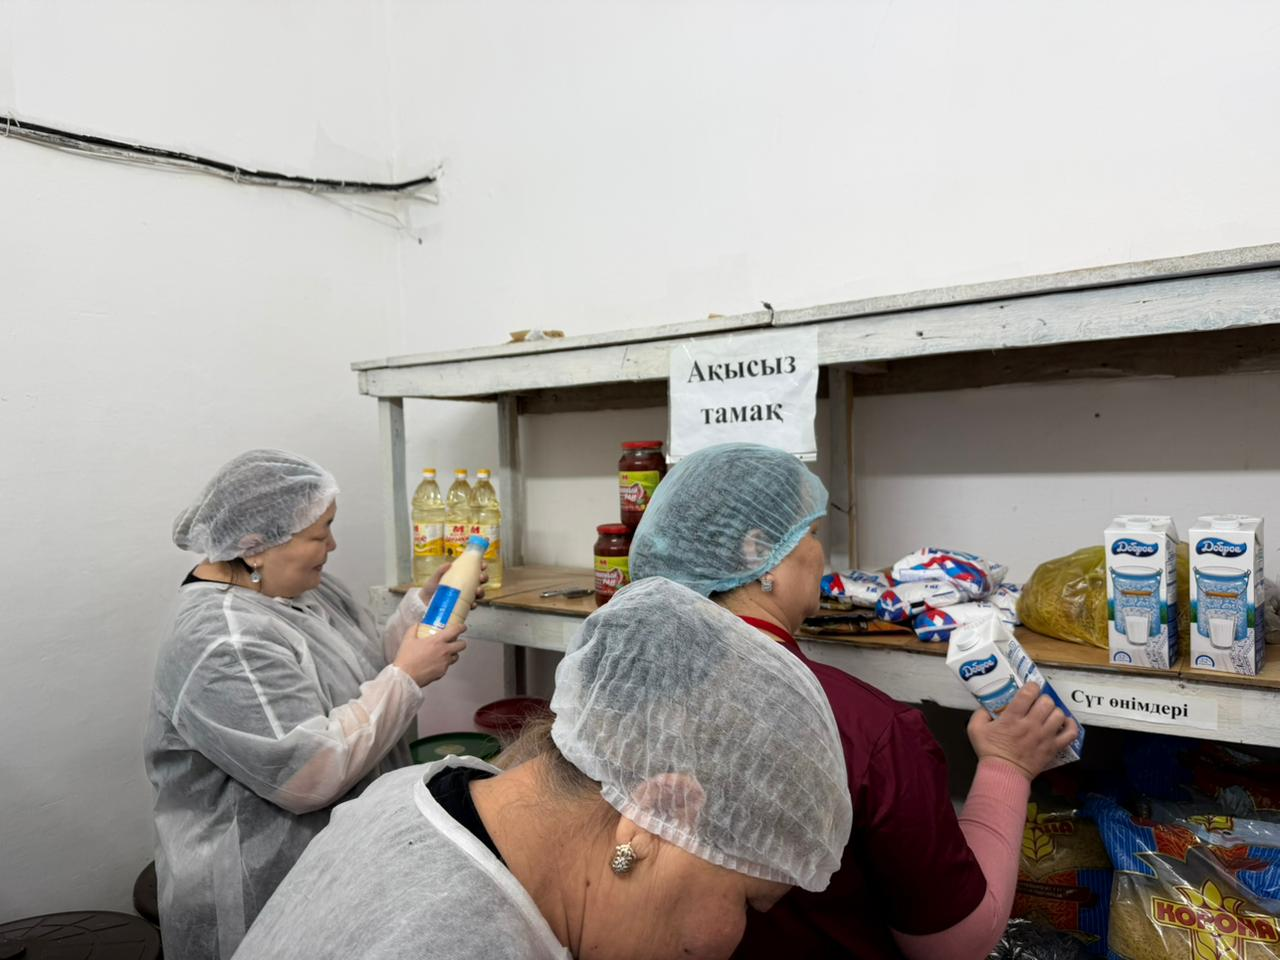 Ақысыз
тамақ
Доброе
Доброе
Доброе
Сүт өнімдері
КОРОНА